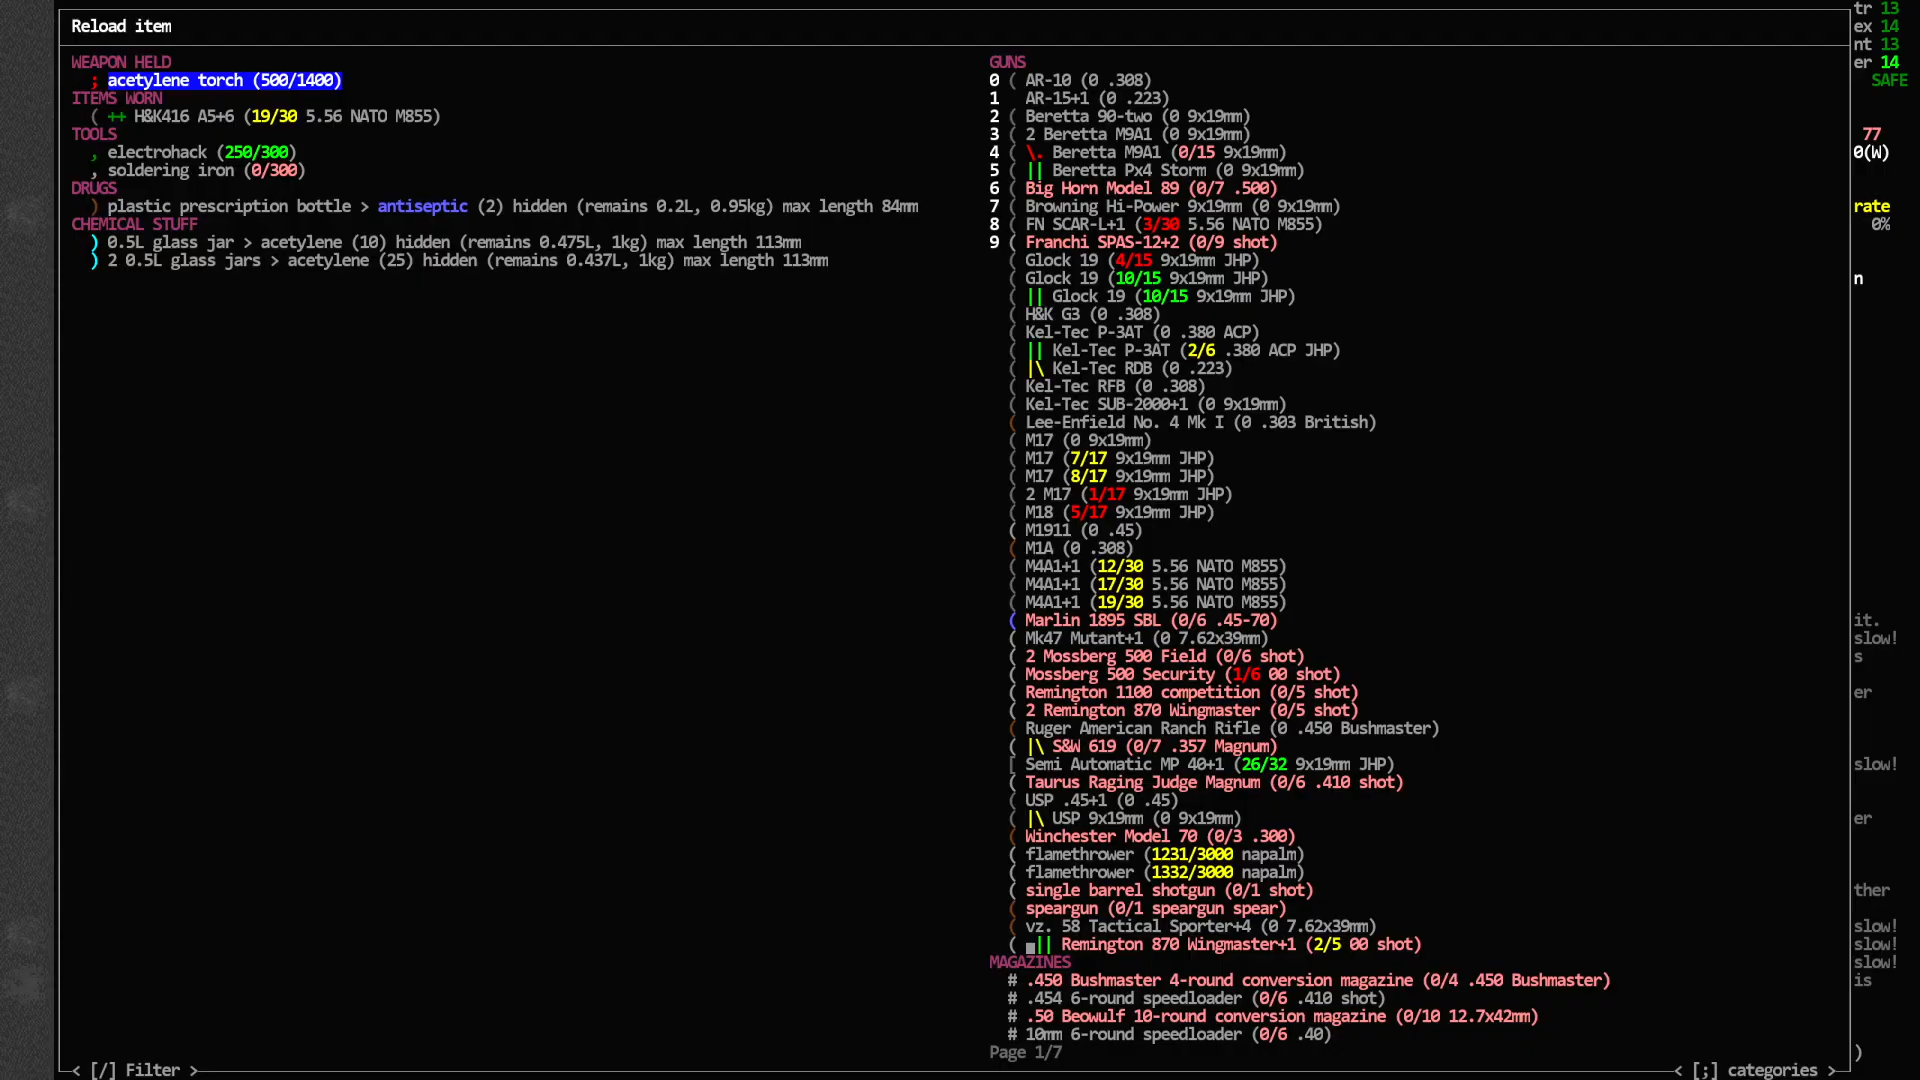 Reload item
WEAPON HELD
; acetylene torch (500/1400)
ITEMS WORN
( ++ H&K416 A5+6 (19/30 5.56 NATO M855)
TOOLS
, electrohack (250/300)
, soldering iron (0/300)
DRUGS
) plastic prescription bottle > antiseptic (2) hidden (remains 0.2L, 0.95kg) max length 84mm
CHEMICAL STUFF
) 0.5L glass jar > acetylene (10) hidden (remains 0.475L, 1kg) max length 113mm
) 2 0.5L glass jars > acetylene (25) hidden (remains 0.437L, 1kg) max length 113mm
GUNS
0 ( AR-10 (0 .308)
1 ( AR-15+1 (0 .223)
2 ( Beretta 90-two (0 9x19mm)
3 ( 2 Beretta M9A1 (0 9x19mm)
4 ( \. Beretta M9A1 (0/15 9x19mm)
5 ( || Beretta Px4 Storm (0 9x19mm)
6 ( Big Horn Model 89 (0/7 .500)
7 ( Browning Hi-Power 9x19mm (0 9x19mm)
8 ( FN SCAR-L+1 (3/30 5.56 NATO M855)
9 ( Franchi SPAS-12+2 (0/9 shot)
( Glock 19 (4/15 9x19mm JHP)
( Glock 19 (10/15 9x19mm JHP)
( || Glock 19 (10/15 9x19mm JHP)
( H&K G3 (0 .308)
( Kel-Tec P-3AT (0 .380 ACP)
( || Kel-Tec P-3AT (2/6 .380 ACP JHP)
( |\ Kel-Tec RDB (0 .223)
( Kel-Tec RFB (0 .308)
( Kel-Tec SUB-2000+1 (0 9x19mm)
( Lee-Enfield No. 4 Mk I (0 .303 British)
( M17 (0 9x19mm)
( M17 (7/17 9x19mm JHP)
( M17 (8/17 9x19mm JHP)
( 2 M17 (1/17 9x19mm JHP)
( M18 (5/17 9x19mm JHP)
( M1911 (0 .45)
( M1A (0 .308)
( M4A1+1 (12/30 5.56 NATO M855)
( M4A1+1 (17/30 5.56 NATO M855)
( M4A1+1 (19/30 5.56 NATO M855)
( Marlin 1895 SBL (0/6 .45-70)
( Mk47 Mutant+1 (0 7.62x39mm)
( 2 Mossberg 500 Field (0/6 shot)
( Mossberg 500 Security (1/6 00 shot)
( Remington 1100 competition (0/5 shot)
( 2 Remington 870 Wingmaster (0/5 shot)
( Ruger American Ranch Rifle (0 .450 Bushmaster)
( |\ S&W 619 (0/7 .357 Magnum)
[ Semi Automatic MP 40+1 (26/32 9x19mm JHP)
( Taurus Raging Judge Magnum (0/6 .410 shot)
( USP .45+1 (0 .45)
( |\ USP 9x19mm (0 9x19mm)
( Winchester Model 70 (0/3 .300)
( flamethrower (1231/3000 napalm)
( flamethrower (1332/3000 napalm)
( single barrel shotgun (0/1 shot)
( speargun (0/1 speargun spear)
( vz. 58 Tactical Sporter+4 (0 7.62x39mm)
( || Remington 870 Wingmaster+1 (2/5 00 shot)
MAGAZINES
# .450 Bushmaster 4-round conversion magazine (0/4 .450 Bushmaster)
# .454 6-round speedloader (0/6 .410 shot)
# .50 Beowulf 10-round conversion magazine (0/10 12.7x42mm)
# 10mm 6-round speedloader (0/6 .40)
Page 1/7
< [/] Filter >
< [;] categories >
tr 13
ex 14
nt 13
er 14
SAFE
77
0(W)
rate
0%
n
it.
slow!
s
er
slow!
er
ther
slow!
slow!
slow!
is
)